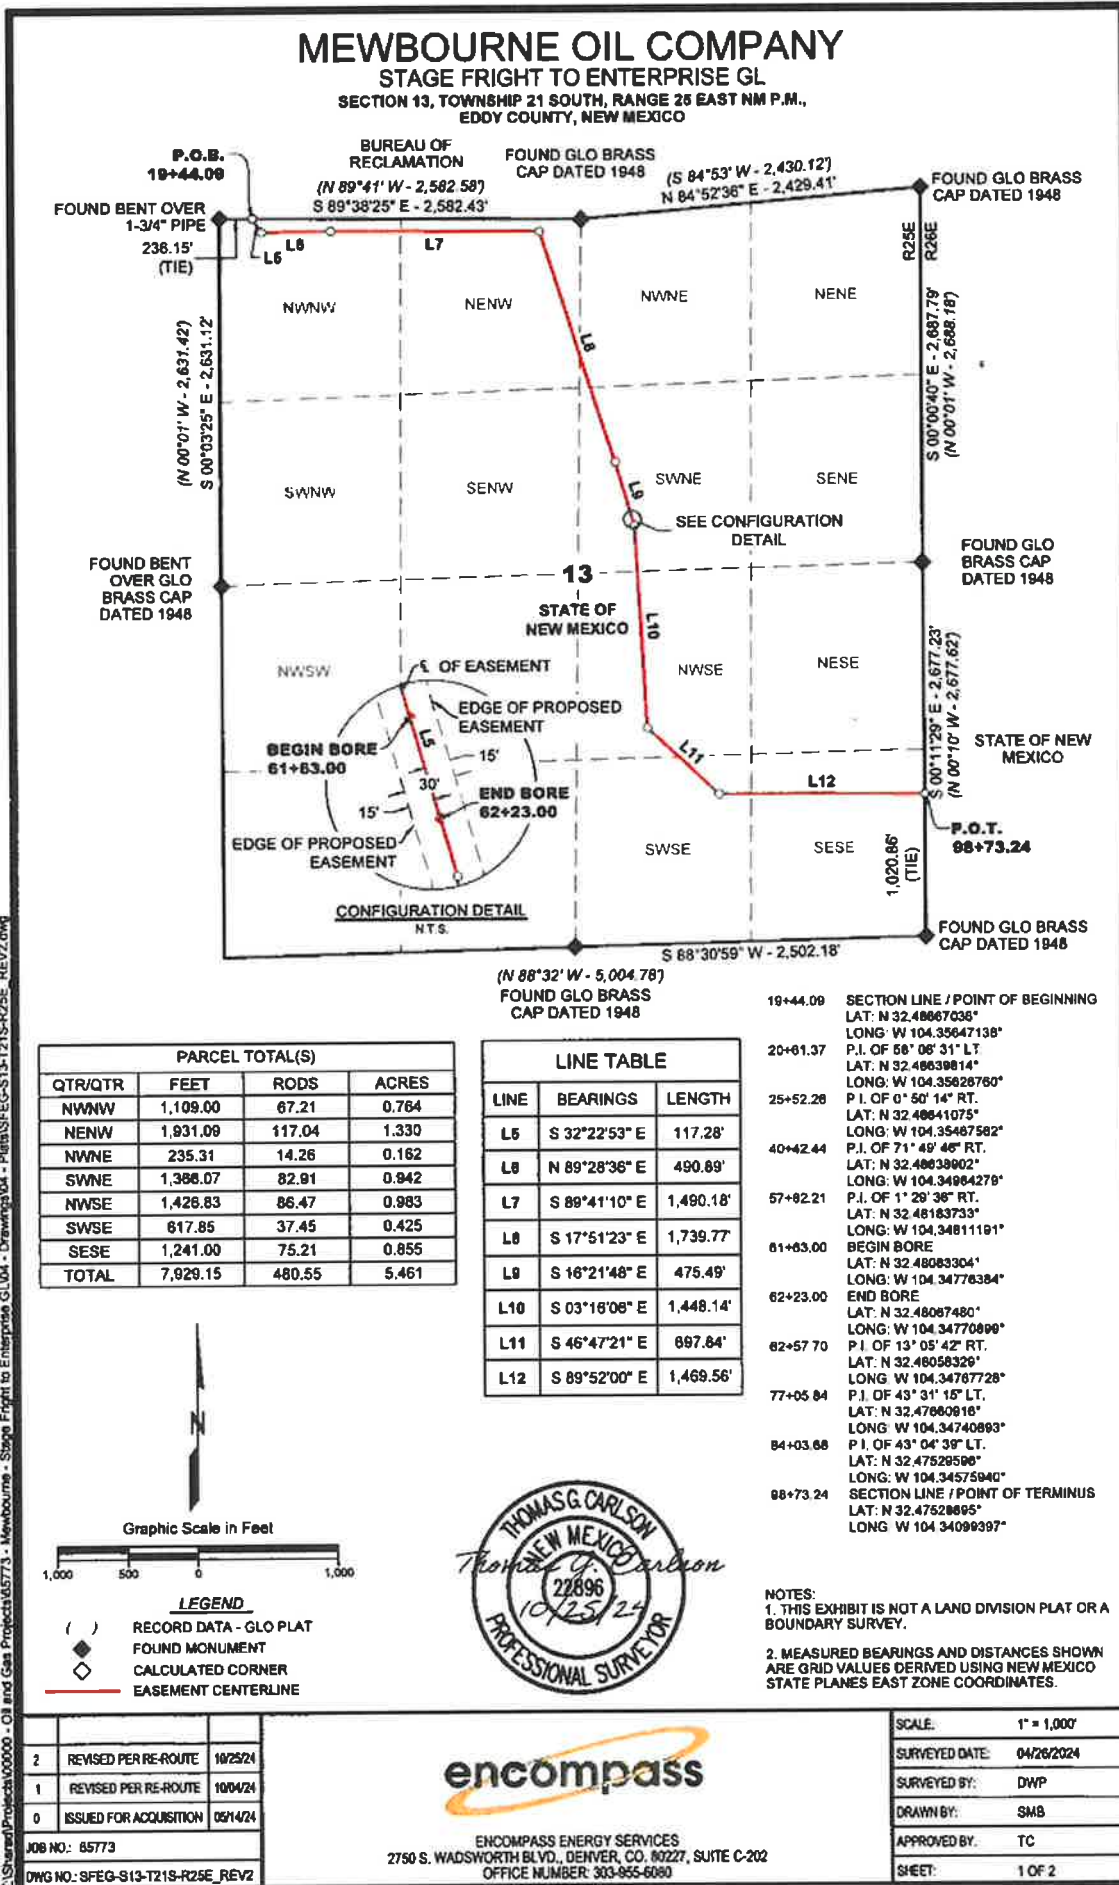 MEWBOURNE OIL COMPANY
STAGE FRIGHT TO ENTERPRISE GL
SECTION 13, TOWNSHIP 21 SOUTH, RANGE 25 EAST NM P.M.,
EDDY COUNTY, NEW MEXICO
P.O.B.
19+44.09
BUREAU OF
RECLAMATION
FOUND GLO BRASS
CAP DATED 1948
(N 89°41' W - 2,582.58')
S 89°38'25" E - 2,582.43'
(S 84°53' W - 2,430.12')
N 84°52'36" E - 2,429.41'
FOUND GLO BRASS
CAP DATED 1948
FOUND BENT OVER
1-3/4" PIPE
236.15'
(TIE)
L5
L6
L7
R25E
R26E
NWNW
NENW
NWNE
NENE
L8
(N 00°01' W - 2,631.42')
S 00°03'25" E - 2,631.12'
S 00°00'40" E - 2,687.79'
(N 00°01' W - 2,688.18')
SWNW
SENW
SWNE
SENE
L9
SEE CONFIGURATION
DETAIL
FOUND BENT
OVER GLO
BRASS CAP
DATED 1948
FOUND GLO
BRASS CAP
DATED 1948
13
STATE OF
NEW MEXICO
L10
NWSW
NWSE
NESE
℄ OF EASEMENT
EDGE OF PROPOSED
EASEMENT
L5
BEGIN BORE
61+63.00
15'
30'
15'
END BORE
62+23.00
EDGE OF PROPOSED
EASEMENT
CONFIGURATION DETAIL
N.T.S.
L11
L12
S 00°11'29" E - 2,677.23'
(N 00°10' W - 2,677.62')
STATE OF NEW
MEXICO
P.O.T.
98+73.24
SWSE
SESE
1,020.86'
(TIE)
FOUND GLO BRASS
CAP DATED 1948
S 88°30'59" W - 2,502.18'
(N 88°32' W - 5,004.78')
FOUND GLO BRASS
CAP DATED 1948
PARCEL TOTAL(S)
QTR/QTR FEET RODS ACRES
NWNW 1,109.00 67.21 0.764
NENW 1,931.09 117.04 1.330
NWNE 235.31 14.26 0.162
SWNE 1,368.07 82.91 0.942
NWSE 1,426.83 86.47 0.983
SWSE 617.85 37.45 0.425
SESE 1,241.00 75.21 0.855
TOTAL 7,929.15 480.55 5.461
LINE TABLE
LINE BEARINGS LENGTH
L5 S 32°22'53" E 117.28'
L6 N 89°28'36" E 490.89'
L7 S 89°41'10" E 1,490.18'
L8 S 17°51'23" E 1,739.77'
L9 S 16°21'48" E 475.49'
L10 S 03°16'06" E 1,448.14'
L11 S 46°47'21" E 697.84'
L12 S 89°52'00" E 1,469.56'
19+44.09 SECTION LINE / POINT OF BEGINNING
LAT: N 32.48667036°
LONG: W 104.35647138°
20+61.37 P.I. OF 58° 08' 31" LT
LAT: N 32.48639814°
LONG: W 104.35626760°
25+52.26 P.I. OF 0° 50' 14" RT.
LAT: N 32.48641075°
LONG: W 104.35467582°
40+42.44 P.I. OF 71° 49' 46" RT.
LAT: N 32.48638902°
LONG: W 104.34984279°
57+82.21 P.I. OF 1° 29' 36" RT.
LAT: N 32.48183733°
LONG: W 104.34811191°
61+63.00 BEGIN BORE
LAT: N 32.48083304°
LONG: W 104.34776384°
62+23.00 END BORE
LAT: N 32.48067480°
LONG: W 104.34770899°
62+57.70 P.I. OF 13° 05' 42" RT.
LAT: N 32.48058329°
LONG: W 104.34767728°
77+05.84 P.I. OF 43° 31' 15" LT.
LAT: N 32.47660916°
LONG: W 104.34740693°
84+03.68 P.I. OF 43° 04' 39" LT.
LAT: N 32.47529596°
LONG: W 104.34575940°
98+73.24 SECTION LINE / POINT OF TERMINUS
LAT: N 32.47528695°
LONG: W 104.34099397°
N
Graphic Scale in Feet
1,000 500 0 1,000
LEGEND
( ) RECORD DATA - GLO PLAT
FOUND MONUMENT
CALCULATED CORNER
EASEMENT CENTERLINE
THOMAS G. CARLSON
NEW MEXICO
22896
PROFESSIONAL SURVEYOR
Thomas G. Carlson
10/25/24
NOTES:
1. THIS EXHIBIT IS NOT A LAND DIVISION PLAT OR A
BOUNDARY SURVEY.
2. MEASURED BEARINGS AND DISTANCES SHOWN
ARE GRID VALUES DERIVED USING NEW MEXICO
STATE PLANES EAST ZONE COORDINATES.
2 REVISED PER RE-ROUTE 10/25/24
1 REVISED PER RE-ROUTE 10/04/24
0 ISSUED FOR ACQUISITION 05/14/24
JOB NO.: 65773
DWG NO.: SFEG-S13-T21S-R25E_REV2
encompass
ENCOMPASS ENERGY SERVICES
2750 S. WADSWORTH BLVD., DENVER, CO. 80227, SUITE C-202
OFFICE NUMBER: 303-955-6080
SCALE: 1" = 1,000'
SURVEYED DATE: 04/26/2024
SURVEYED BY: DWP
DRAWN BY: SMB
APPROVED BY. TC
SHEET: 1 OF 2
:\Shared\Projects\00000 - Oil and Gas Projects\65773 - Mewbourne - Stage Fright to Enterprise GL\04 - Drawings\04 - Plats\SFEG-S13-T21S-R25E_REV2.dwg